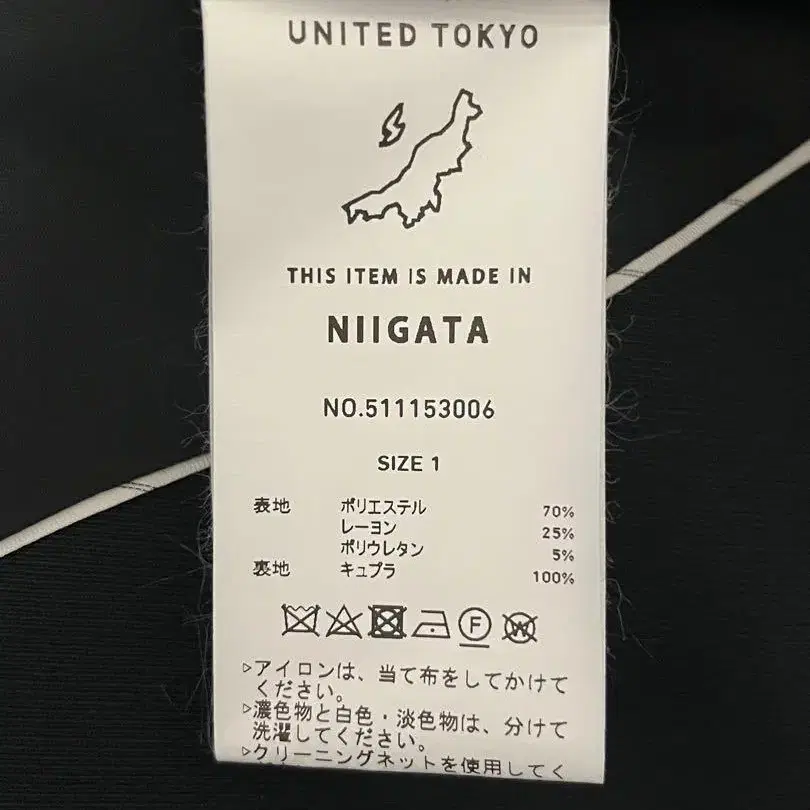 UNITED TOKYO
THIS ITEM IS MADE IN
NIIGATA
NO.511153006
SIZE 1
表地 ポリエステル 70%
レーヨン 25%
ポリウレタン 5%
裏地 キュプラ 100%
F W
▷アイロンは、当て布をしてかけて
ください。
▷濃色物と白色・淡色物は、分けて
洗濯してください。
▷クリーニングネットを使用してく